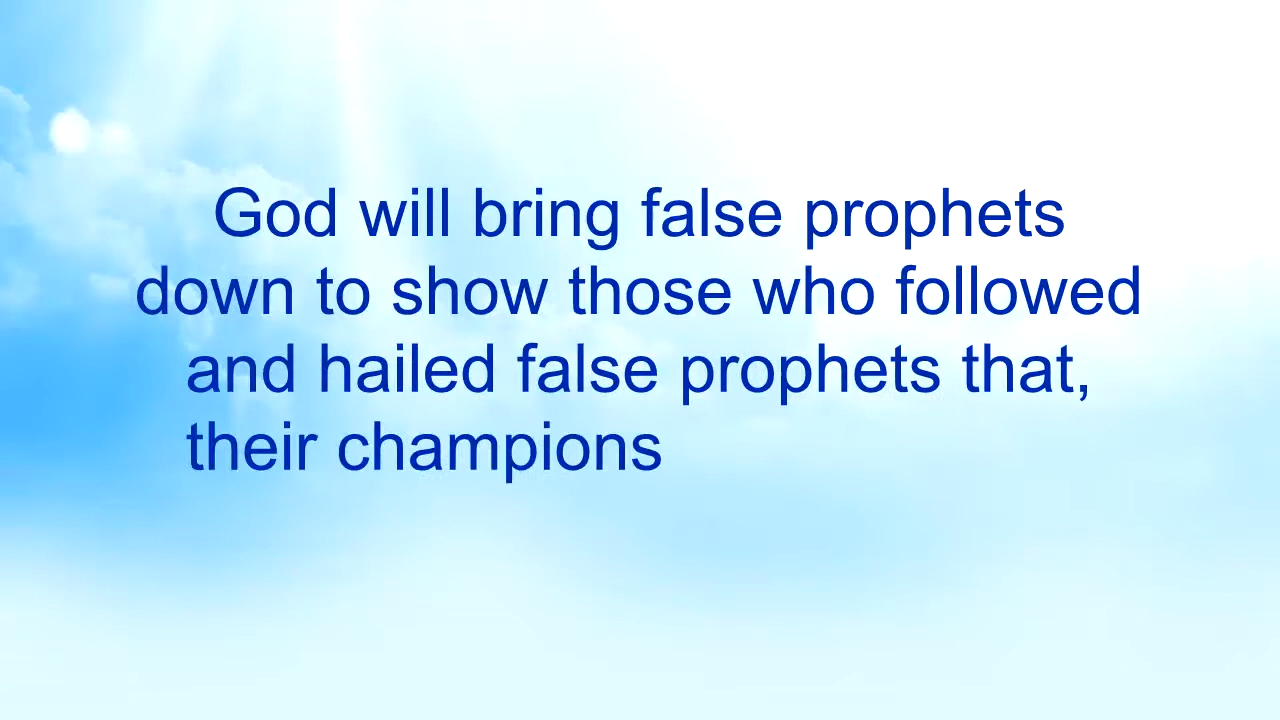 God will bring false prophets
down to show those who followed
and hailed false prophets that,
their champions